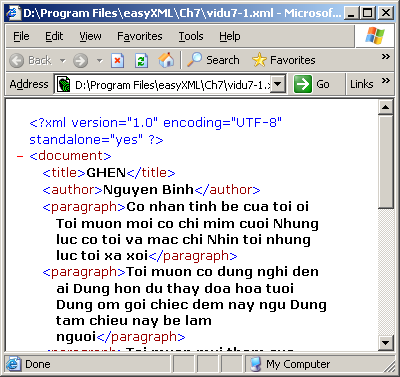 D:\Program Files\easyXML\Ch7\vidu7-1.xml - Microsof...
File Edit View Favorites Tools Help
Back Search Favorites
Address D:\Program Files\easyXML\Ch7\vidu7-1.x Go Links »
<?xml version="1.0" encoding="UTF-8"
standalone="yes" ?>
- <document>
<title>GHEN</title>
<author>Nguyen Binh</author>
<paragraph>Co nhan tinh be cua toi oi
Toi muon moi co chi mim cuoi Nhung
luc co toi va mac chi Nhin toi nhung
luc toi xa xoi</paragraph>
<paragraph>Toi muon co dung nghi den
ai Dung hon du thay doa hoa tuoi
Dung om goi chiec dem nay ngu Dung
tam chieu nay be lam
nguoi</paragraph>
Done My Computer